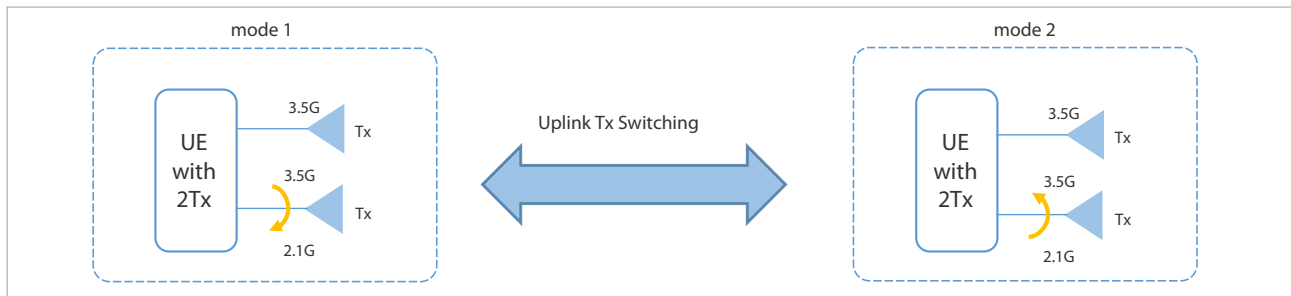 mode 1
3.5G
Tx
UE
with
2Tx
3.5G
Tx
2.1G
Uplink Tx Switching
mode 2
3.5G
Tx
UE
with
2Tx
3.5G
Tx
2.1G